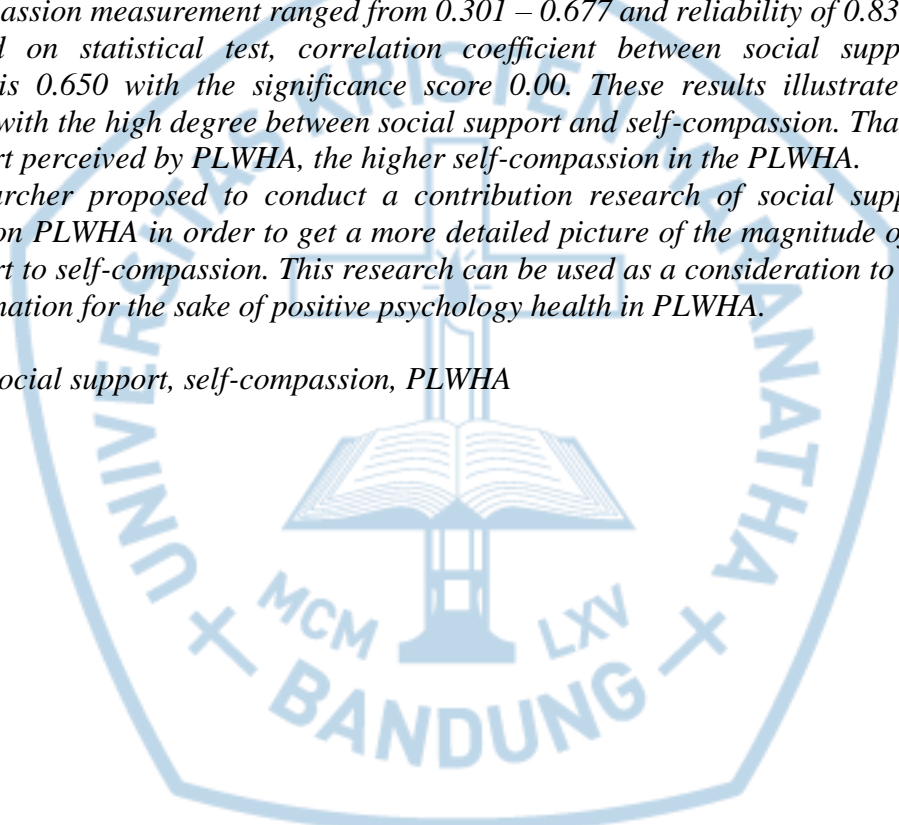 assion measurement ranged from 0.301 – 0.677 and reliability of 0.83
on statistical test, correlation coefficient between social supp
is 0.650 with the significance score 0.00. These results illustrate
with the high degree between social support and self-compassion. Tha
rt perceived by PLWHA, the higher self-compassion in the PLWHA.
archer proposed to conduct a contribution research of social supp
on PLWHA in order to get a more detailed picture of the magnitude o
rt to self-compassion. This research can be used as a consideration to
nation for the sake of positive psychology health in PLWHA.
ocial support, self-compassion, PLWHA
UNIVERSITAS KRISTEN MARANATHA
MCM LXV
BANDUNG